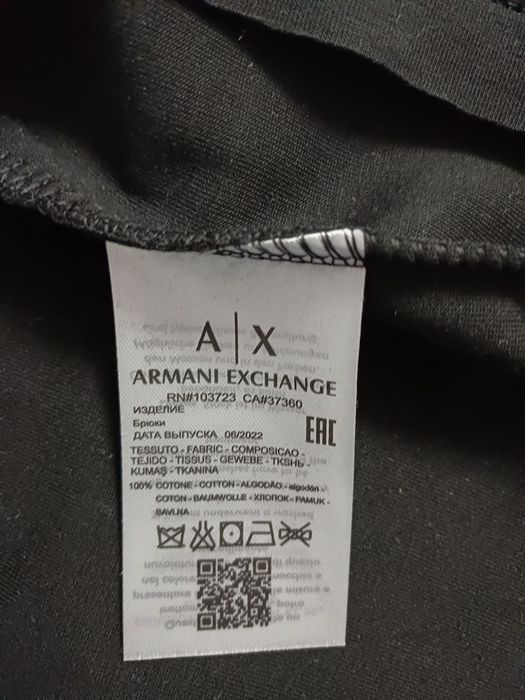 A|X
ARMANI EXCHANGE
RN#103723 CA#37360
ИЗДЕЛИЕ
Брюки
ДАТА ВЫПУСКА 06/2022
EAC
TESSUTO - FABRIC - COMPOSICAO -
TEJIDO - TISSUS - GEWEBE - ТКЅНЬ -
KUMAŞ - TKANINA
100% COTONE - COTTON - ALGODÃO - algodón -
COTON - BAUMWOLLE - ХЛОПОК - PAMUK -
BAVLNA